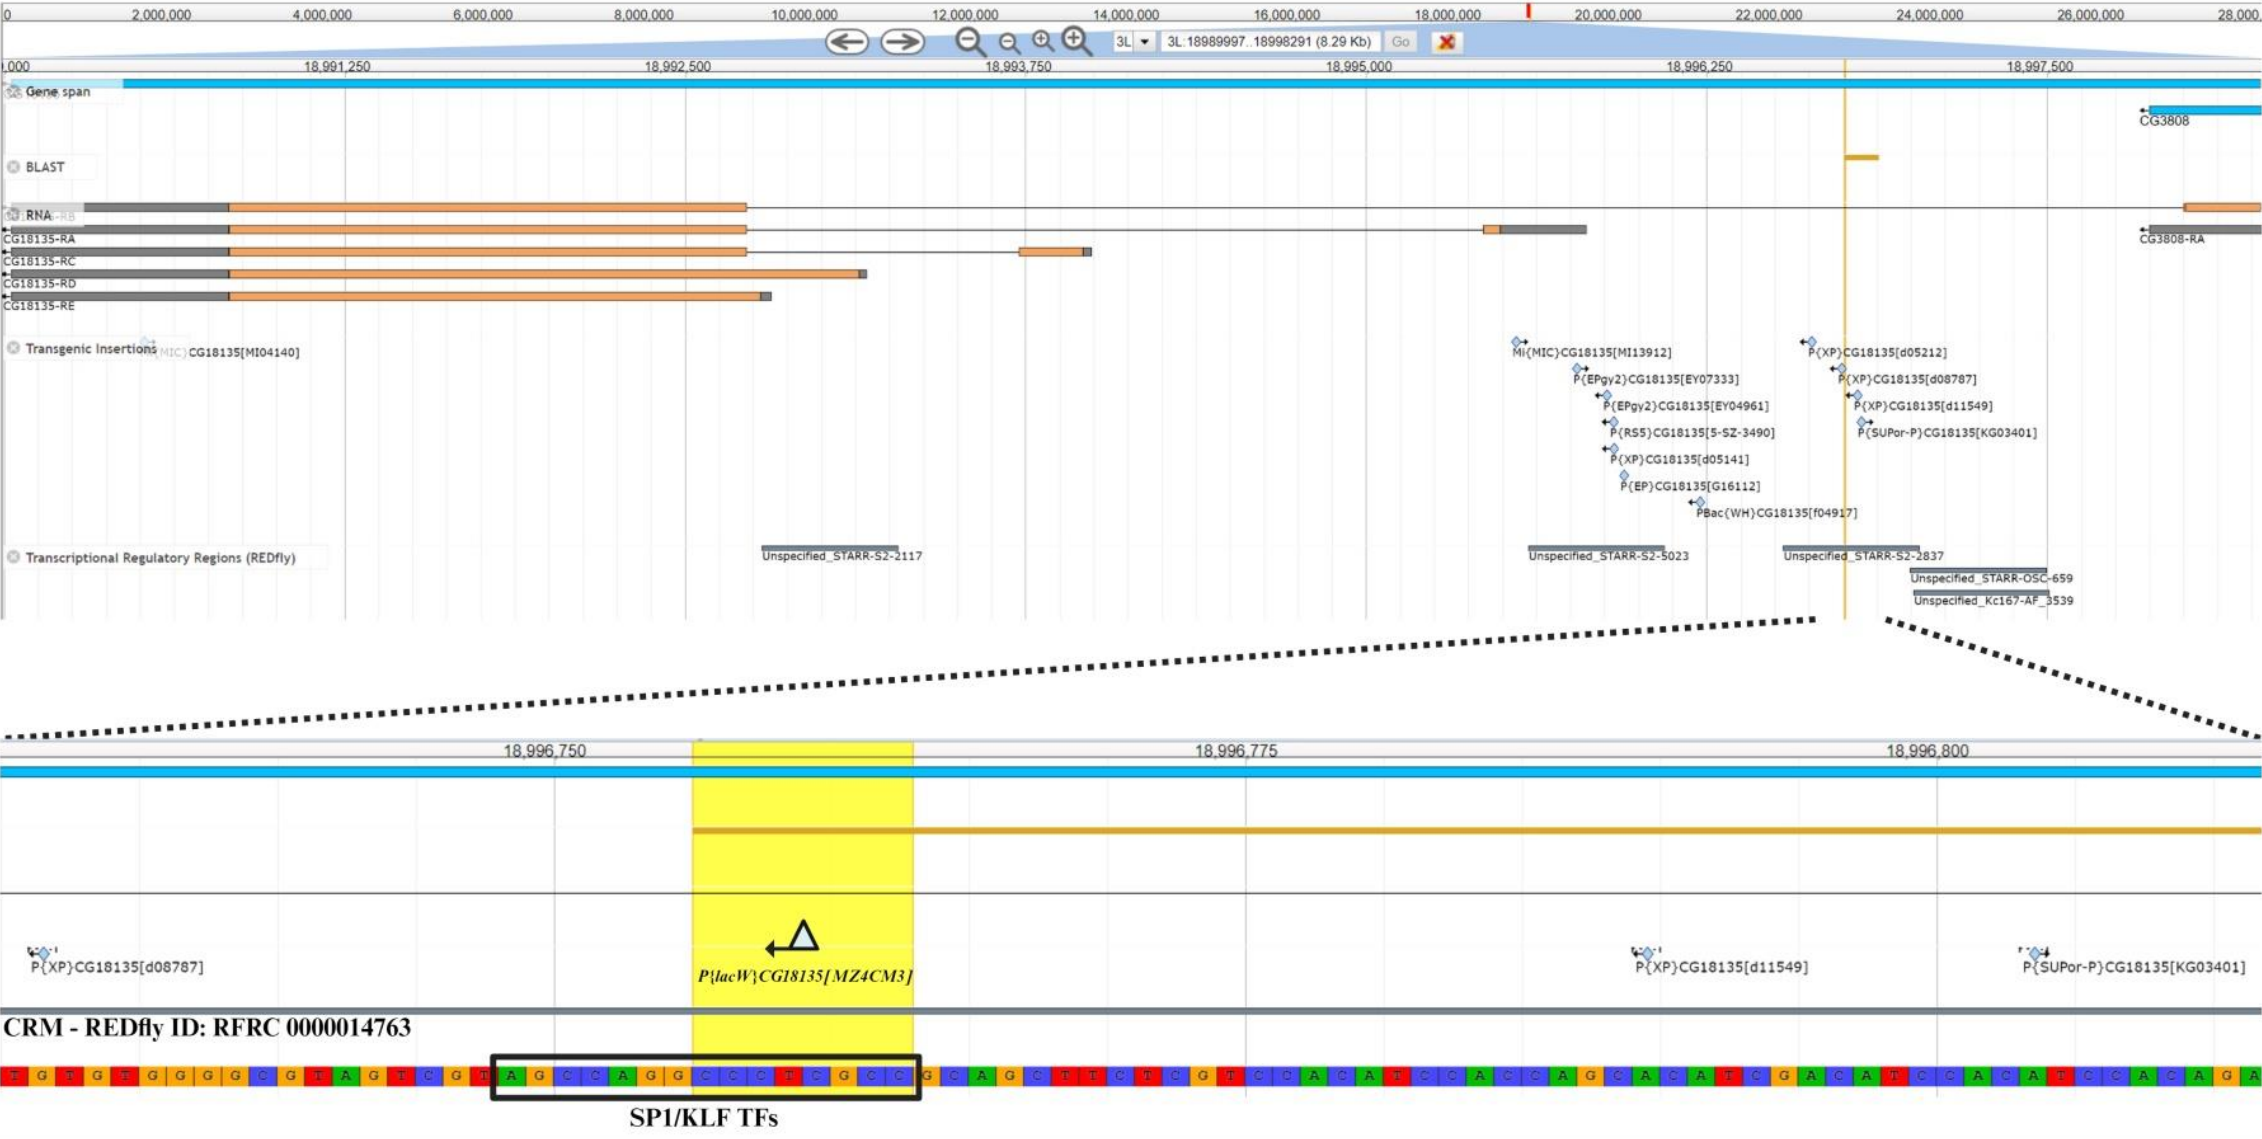 0 2,000,000 4,000,000 6,000,000 8,000,000 10,000,000 12,000,000 14,000,000 16,000,000 18,000,000 20,000,000 22,000,000 24,000,000 26,000,000 28,000
3L 3L:18989997..18998291 (8.29 Kb) Go
,000 18,991,250 18,992,500 18,993,750 18,995,000 18,996,250 18,997,500
Gene span
CG3808
BLAST
RNA
CG18135-RA CG3808-RA
CG18135-RC
CG18135-RD
CG18135-RE
Transgenic Insertions CG18135[MI04140] Mi{MIC}CG18135[MI13912] P{XP}CG18135[d05212]
P{EPgy2}CG18135[EY07333] P{XP}CG18135[d08787]
P{EPgy2}CG18135[EY04961] P{XP}CG18135[d11549]
P{RS5}CG18135[5-SZ-3490] P{SUPor-P}CG18135[KG03401]
P{XP}CG18135[d05141]
P{EP}CG18135[G16112]
PBac{WH}CG18135[f04917]
Transcriptional Regulatory Regions (REDfly) Unspecified_STARR-S2-2117 Unspecified_STARR-S2-5023 Unspecified_STARR-S2-2837
Unspecified_STARR-OSC-659
Unspecified_Kc167-AF_3539
18,996,750 18,996,775 18,996,800
P{XP}CG18135[d08787] P{lacW}CG18135[MZ4CM3] P{XP}CG18135[d11549] P{SUPor-P}CG18135[KG03401]
CRM - REDfly ID: RFRC 0000014763
T G T G T G G G G C G T A G T C G T A G C C A G G C C C T C G C C G C A G C T T C T C G T C C A C A T C C A C C A G C A C A T C G A C A T C C A C A T C C A C A G A
SP1/KLF TFs